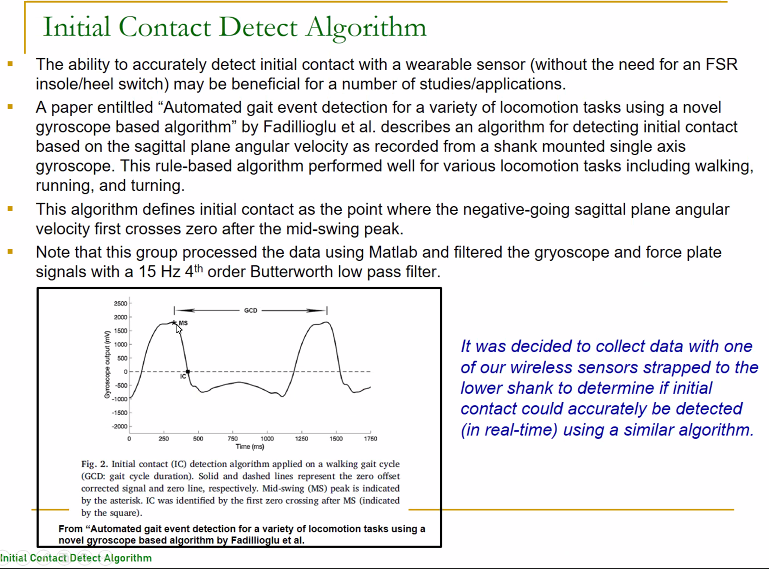 Initial Contact Detect Algorithm
The ability to accurately detect initial contact with a wearable sensor (without the need for an FSR
insole/heel switch) may be beneficial for a number of studies/applications.
A paper entiltled “Automated gait event detection for a variety of locomotion tasks using a novel
gyroscope based algorithm” by Fadillioglu et al. describes an algorithm for detecting initial contact
based on the sagittal plane angular velocity as recorded from a shank mounted single axis
gyroscope. This rule-based algorithm performed well for various locomotion tasks including walking,
running, and turning.
This algorithm defines initial contact as the point where the negative-going sagittal plane angular
velocity first crosses zero after the mid-swing peak.
Note that this group processed the data using Matlab and filtered the gryoscope and force plate
signals with a 15 Hz 4th order Butterworth low pass filter.
2500
2000
1500
1000
500
0
-500
-1000
-1500
-2000
Gyroscope output (mV)
MS
GCD
IC
0 250 500 750 1000 1250 1500 1750
Time (ms)
Fig. 2. Initial contact (IC) detection algorithm applied on a walking gait cycle
(GCD: gait cycle duration). Solid and dashed lines represent the zero offset
corrected signal and zero line, respectively. Mid-swing (MS) peak is indicated
by the asterisk. IC was identified by the first zero crossing after MS (indicated
by the square).
From “Automated gait event detection for a variety of locomotion tasks using a
novel gyroscope based algorithm by Fadillioglu et al.
It was decided to collect data with one
of our wireless sensors strapped to the
lower shank to determine if initial
contact could accurately be detected
(in real-time) using a similar algorithm.
Initial Contact Detect Algorithm